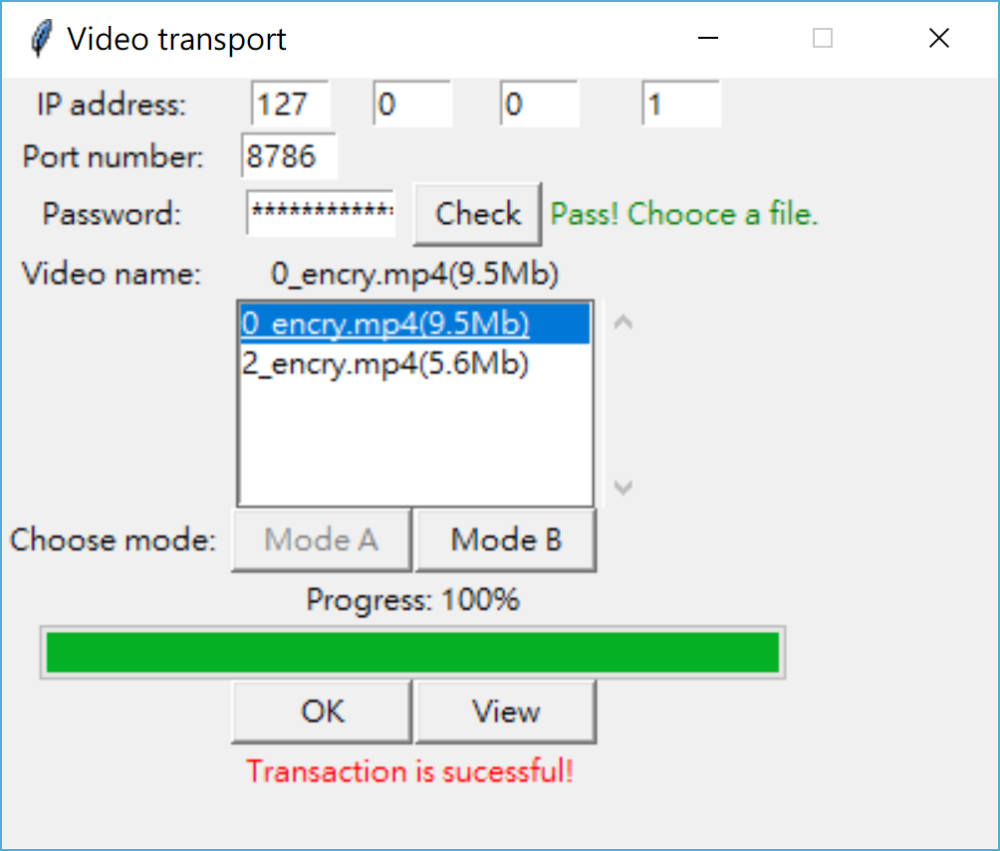 Video transport
IP address: 127 0 0 1
Port number: 8786
Password: ************ Check Pass! Chooce a file.
Video name: 0_encry.mp4(9.5Mb)
0_encry.mp4(9.5Mb)
2_encry.mp4(5.6Mb)
Choose mode: Mode A Mode B
Progress: 100%
OK View
Transaction is sucessful!